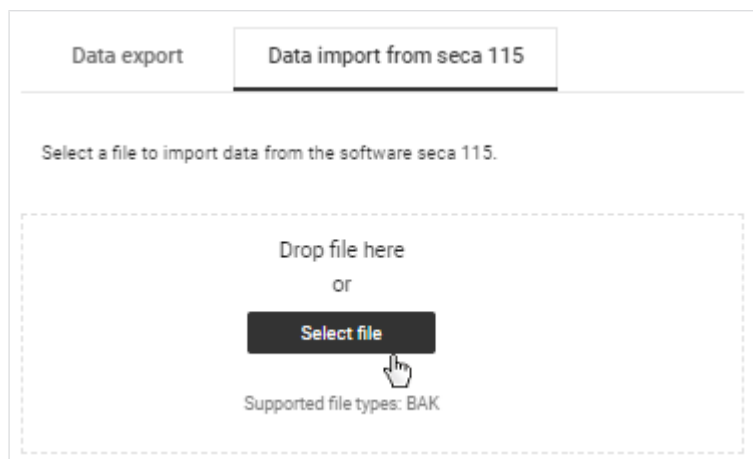 Data export
Data import from seca 115
Select a file to import data from the software seca 115.
Drop file here
or
Select file
Supported file types: BAK